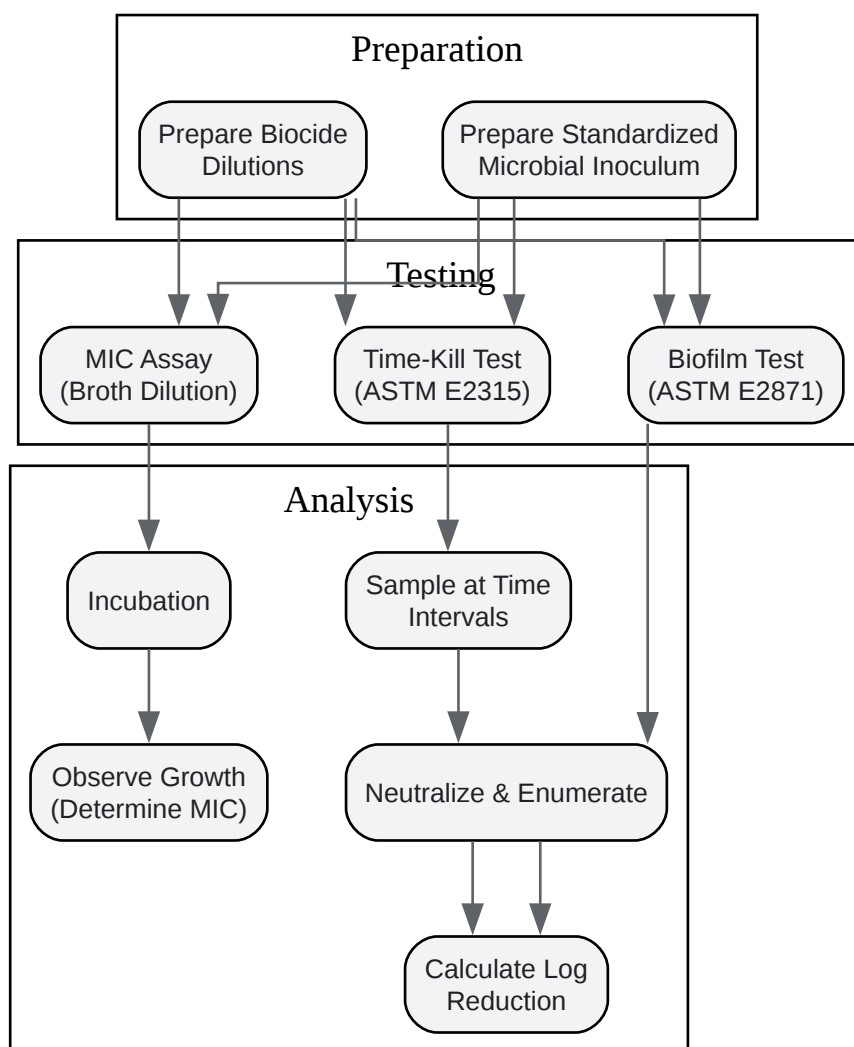 Preparation
Prepare Biocide
Dilutions
Prepare Standardized
Microbial Inoculum
Testing
MIC Assay
(Broth Dilution)
Time-Kill Test
(ASTM E2315)
Biofilm Test
(ASTM E2871)
Analysis
Incubation
Sample at Time
Intervals
Observe Growth
(Determine MIC)
Neutralize & Enumerate
Calculate Log
Reduction